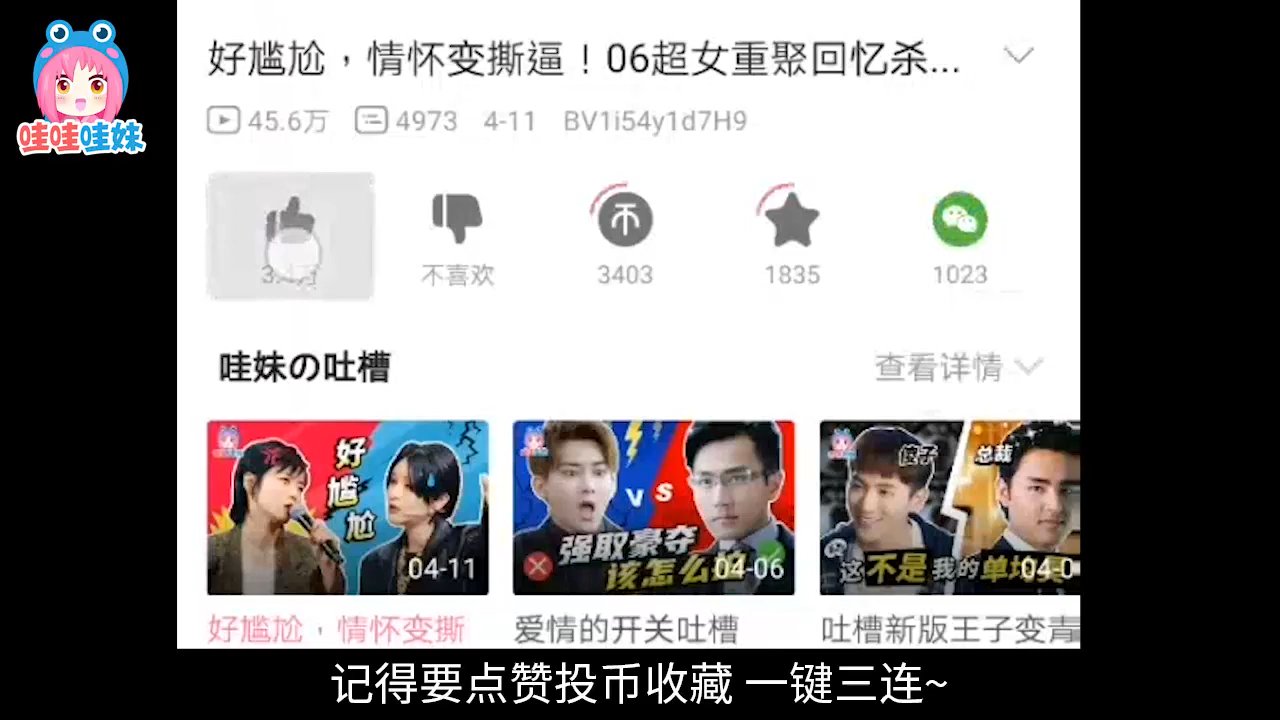 哇哇哇妹
好尴尬，情怀变撕逼！06超女重聚回忆杀...
45.6万 4973 4-11 BV1i54y1d7H9
不喜欢 3403 1835 1023
哇妹の吐槽 查看详情
好尴尬
04-11
VS
强取豪夺
该怎么
04-06
傻子
总裁
这不是我的单
04-0
好尴尬，情怀变撕
爱情的开关吐槽
吐槽新版王子变青
记得要点赞投币收藏 一键三连~